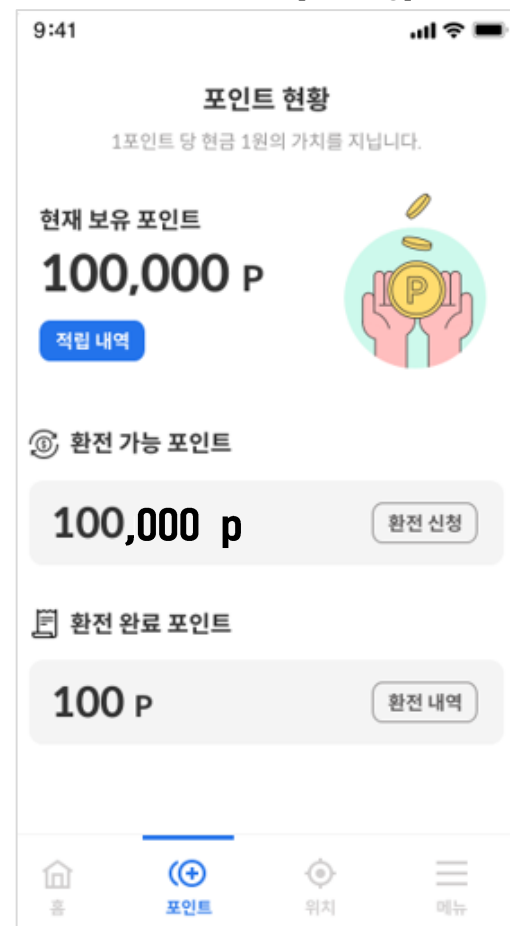 9:41
포인트 현황
1포인트 당 현금 1원의 가치를 지닙니다.
현재 보유 포인트
100,000 P
P
적립 내역
환전 가능 포인트
100,000 p
환전 신청
환전 완료 포인트
100 P
환전 내역
홈
포인트
위치
메뉴